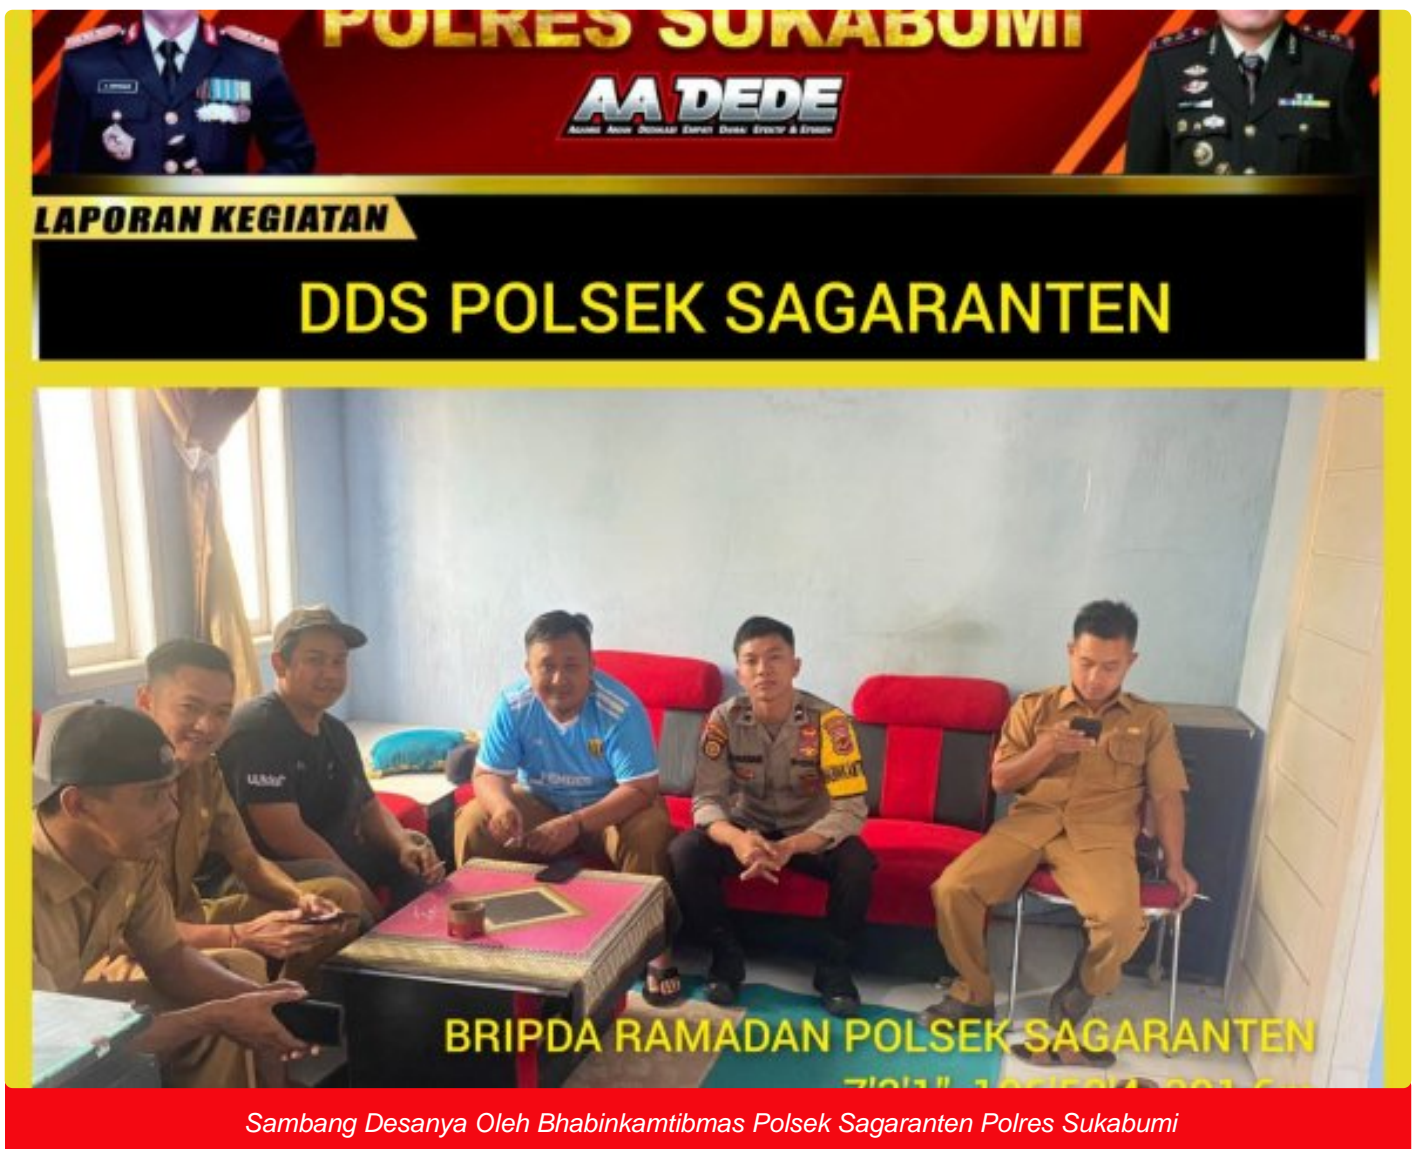 POLRES SUKABUMI
AA DEDE
LAPORAN KEGIATAN
DDS POLSEK SAGARANTEN
BRIPDA RAMADAN POLSEK SAGARANTEN
Sambang Desanya Oleh Bhabinkamtibmas Polsek Sagaranten Polres Sukabumi